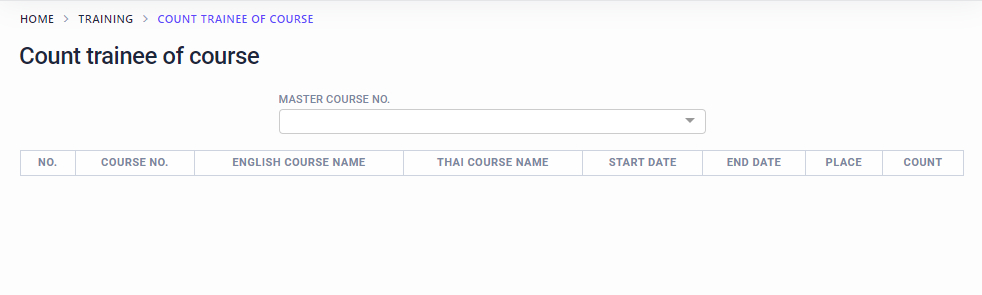 HOME > TRAINING > COUNT TRAINEE OF COURSE
Count trainee of course
MASTER COURSE NO.
NO. COURSE NO. ENGLISH COURSE NAME THAI COURSE NAME START DATE END DATE PLACE COUNT